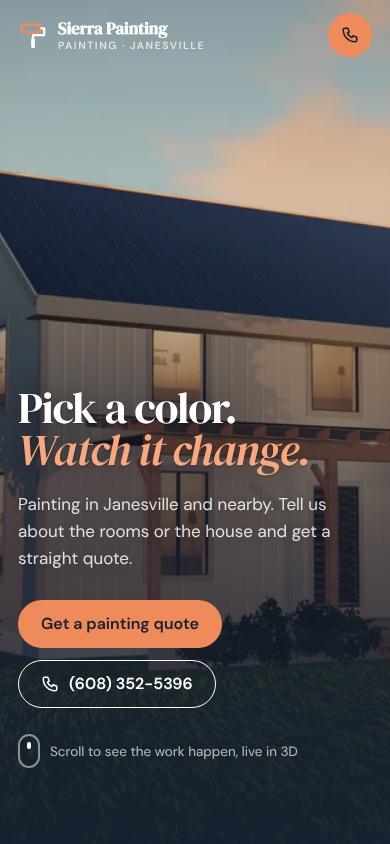 Sierra Painting
PAINTING · JANESVILLE
Pick a color.
Watch it change.
Painting in Janesville and nearby. Tell us
about the rooms or the house and get a
straight quote.
Get a painting quote
(608) 352-5396
Scroll to see the work happen, live in 3D